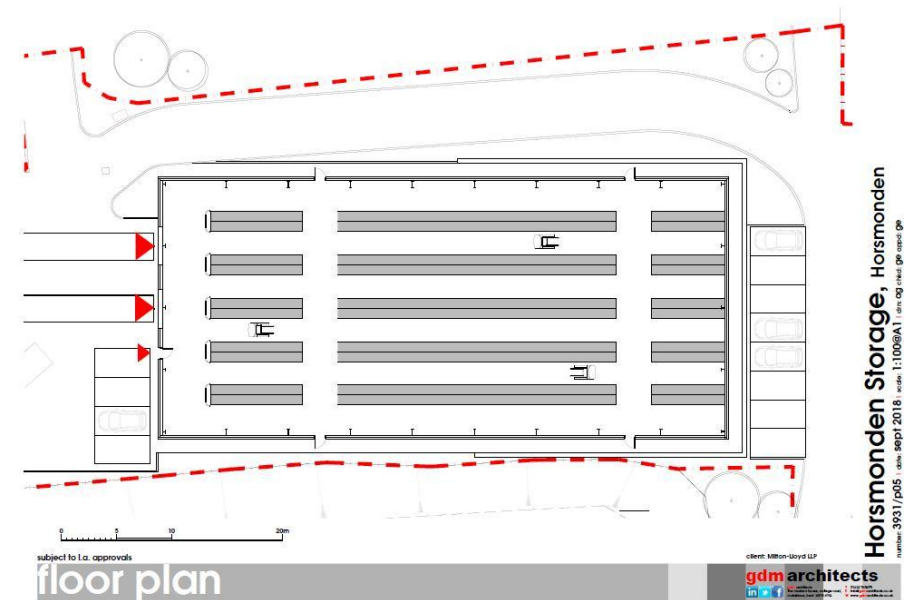 Horsmonden Storage, Horsmonden
number: 3931/p05 | date: sept 2018 | scale: 1:100@A1 | drn: ag chkd: ge appd: ge
0 5 10 20m
subject to l.a. approvals
floor plan
client: Milton-Lloyd LLP
gdm architects
in f